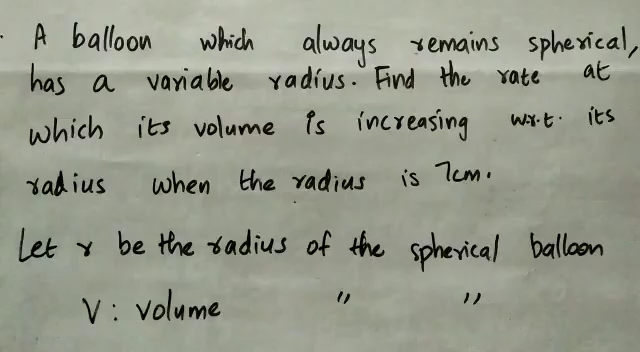 . A balloon which always remains spherical,
has a variable radius. Find the rate at
which its volume is increasing w.r.t. its
radius when the radius is 7cm.
Let r be the radius of the spherical balloon
V : volume " "